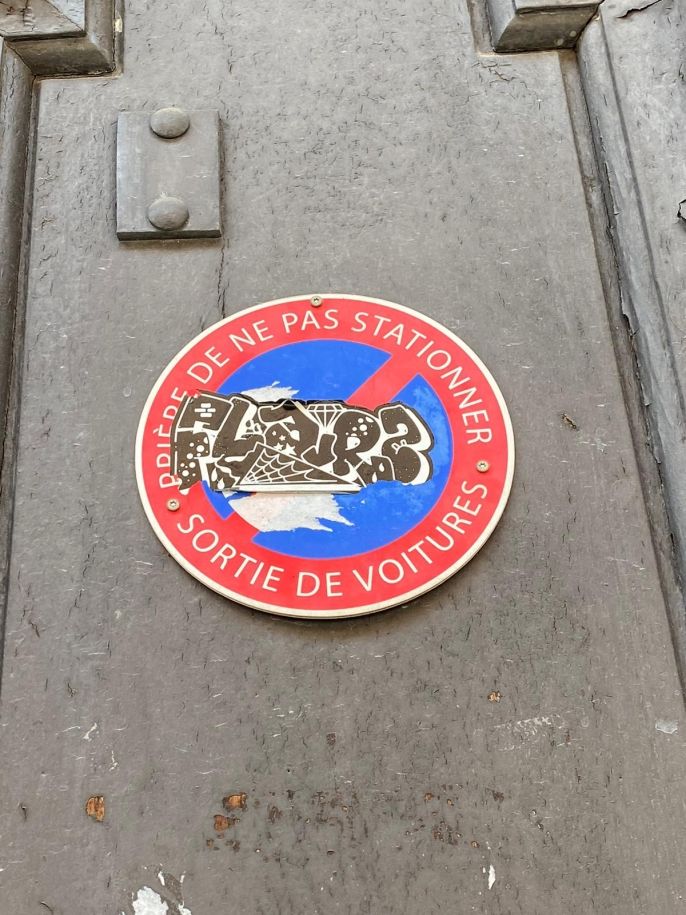 PRIÈRE DE NE PAS STATIONNER
SORTIE DE VOITURES